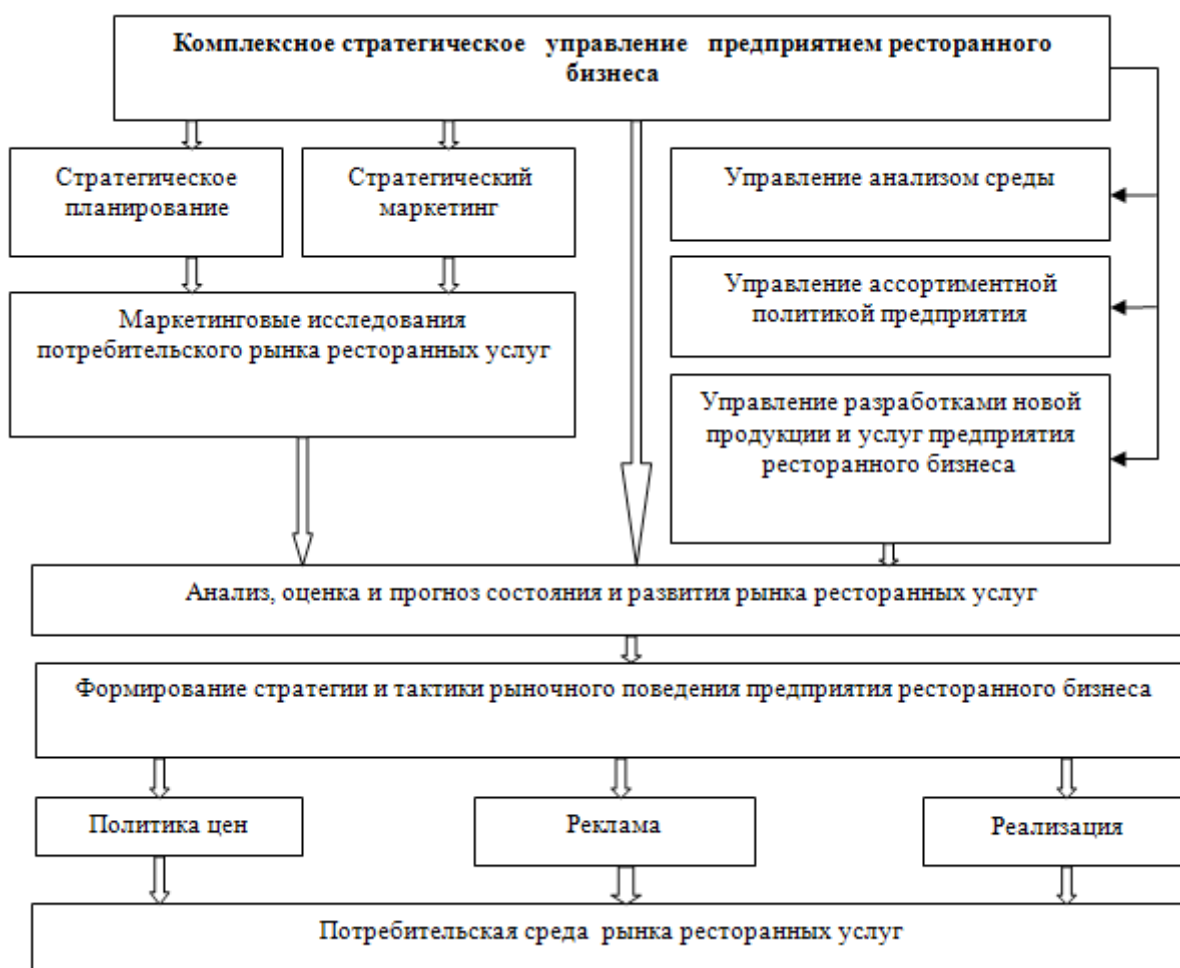 Комплексное стратегическое управление предприятием ресторанного
бизнеса
Стратегическое
планирование
Стратегический
маркетинг
Управление анализом среды
Управление ассортиментной
политикой предприятия
Маркетинговые исследования
потребительского рынка ресторанных услуг
Управление разработками новой
продукции и услуг предприятия
ресторанного бизнеса
Анализ, оценка и прогноз состояния и развития рынка ресторанных услуг
Формирование стратегии и тактики рыночного поведения предприятия ресторанного бизнеса
Политика цен
Реклама
Реализация
Потребительская среда рынка ресторанных услуг